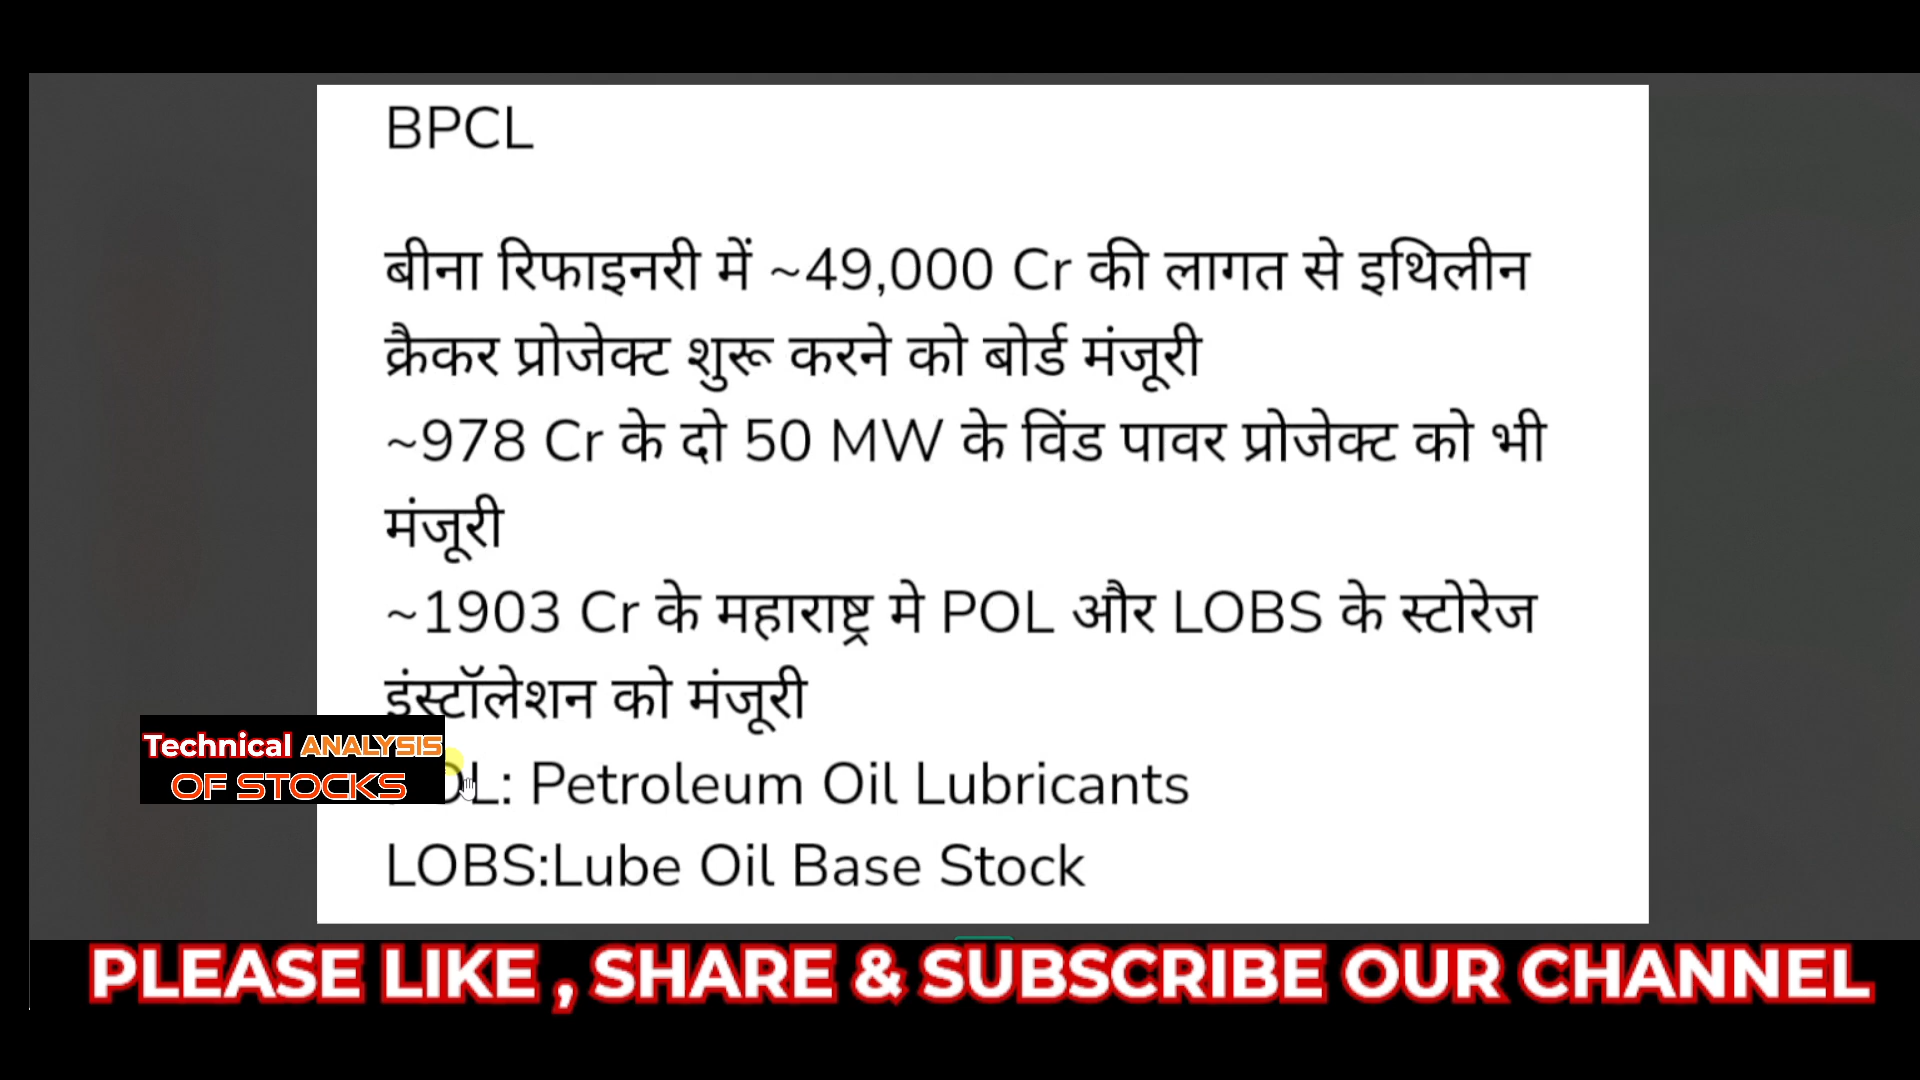 BPCL
बीना रिफाइनरी में ~49,000 Cr की लागत से इथिलीन
क्रैकर प्रोजेक्ट शुरू करने को बोर्ड मंजूरी
~978 Cr के दो 50 MW के विंड पावर प्रोजेक्ट को भी
मंजूरी
~1903 Cr के महाराष्ट्र मे POL और LOBS के स्टोरेज
इंस्टॉलेशन को मंजूरी
Technical ANALYSIS
OF STOCKS
: Petroleum Oil Lubricants
LOBS:Lube Oil Base Stock
PLEASE LIKE , SHARE & SUBSCRIBE OUR CHANNEL